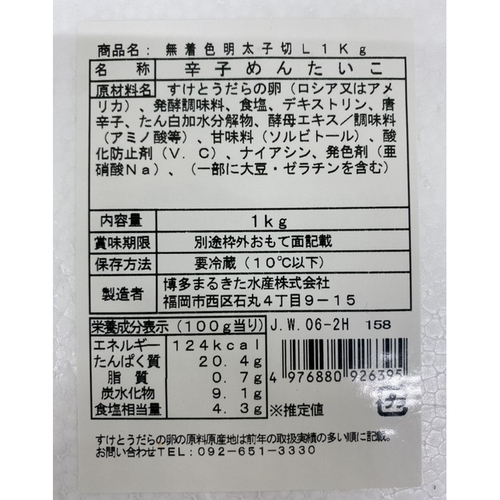 商品名：無着色明太子切L1Kg
名　称　辛子めんたいこ
原材料名　すけとうだらの卵（ロシア又はアメ
リカ）、発酵調味料、食塩、デキストリン、唐
辛子、たん白加水分解物、酵母エキス／調味料
（アミノ酸等）、甘味料（ソルビトール）、酸
化防止剤（V．C）、ナイアシン、発色剤（亜
硝酸Na）、（一部に大豆・ゼラチンを含む）
内容量　1kg
賞味期限　別途枠外おもて面記載
保存方法　要冷蔵（10℃以下）
製造者　博多まるきた水産株式会社
福岡市西区石丸4丁目9－15
栄養成分表示（100g当り）　J.W.06-2H　158
エネルギー　124kcal
たんぱく質　20.4g
脂　質　0.7g
炭水化物　9.1g
食塩相当量　4.3g　※推定値
4 976880 926395
プラ
すけとうだらの卵の原料原産地は前年の取扱実績の多い順に記載。
お問い合わせTEL：092-651-3330